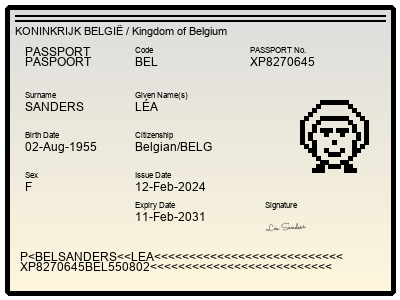 KONINKRIJK BELGIË / Kingdom of Belgium
PASSPORT
PASPOORT
Code
BEL
PASSPORT No.
XP8270645
Surname
SANDERS
Given Name(s)
LÉA
Birth Date
02-Aug-1955
Citizenship
Belgian/BELG
Sex
F
Issue Date
12-Feb-2024
Expiry Date
11-Feb-2031
Signature
Léa Sanders
P<BELSANDERS<<LEA<<<<<<<<<<<<<<<<<<<<<<<<<<<
XP8270645BEL550802<<<<<<<<<<<<<<<<<<<<<<<<<<